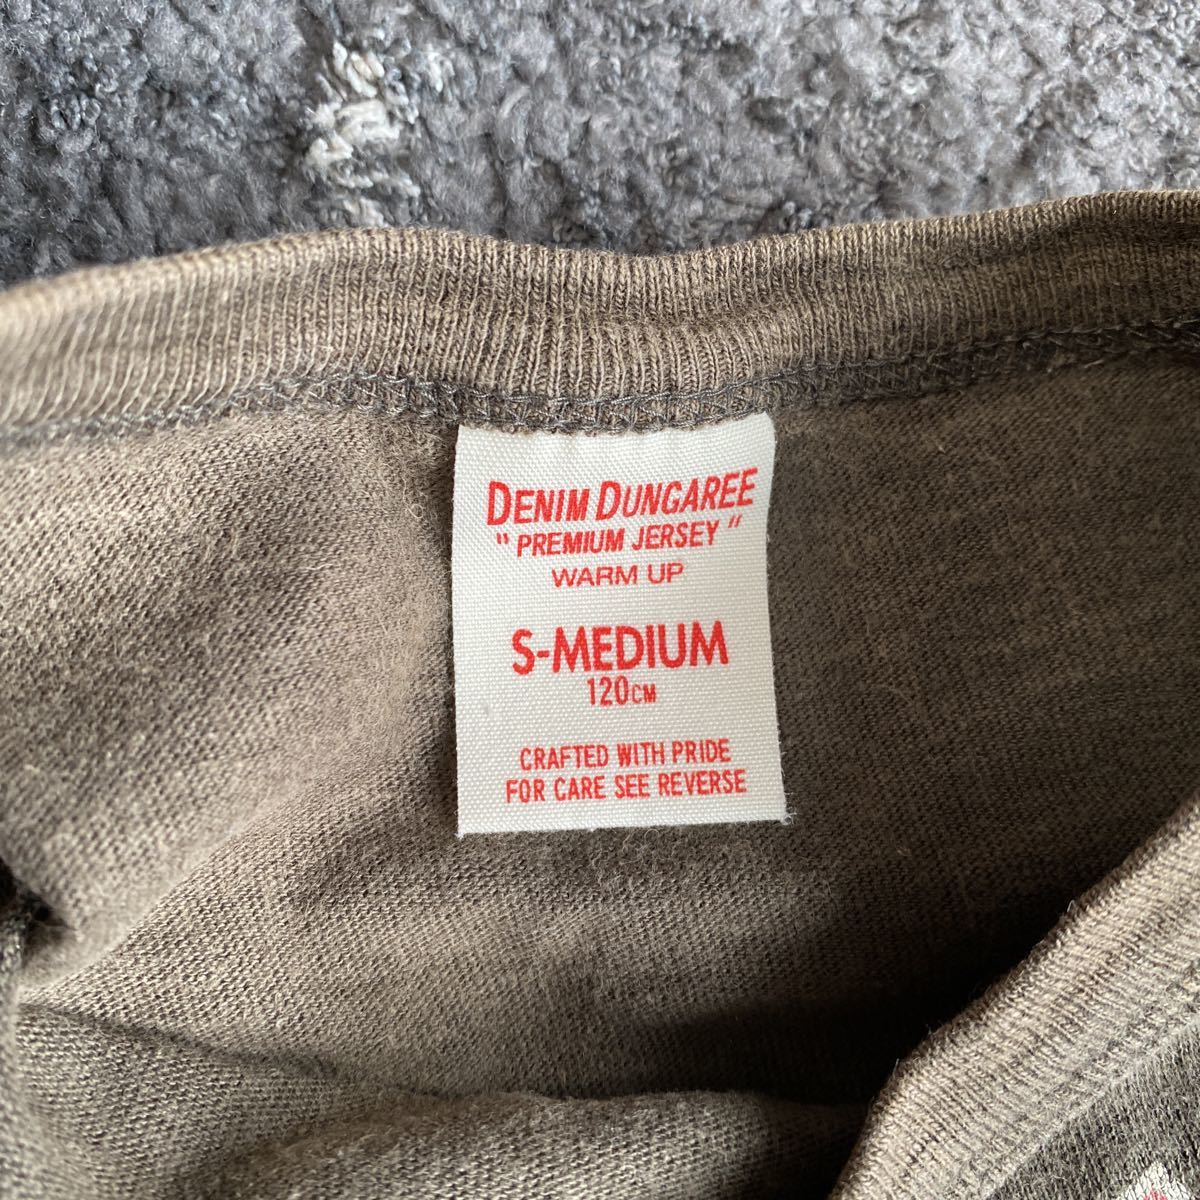 DENIM DUNGAREE
" PREMIUM JERSEY "
WARM UP
S-MEDIUM
120CM
CRAFTED WITH PRIDE
FOR CARE SEE REVERSE